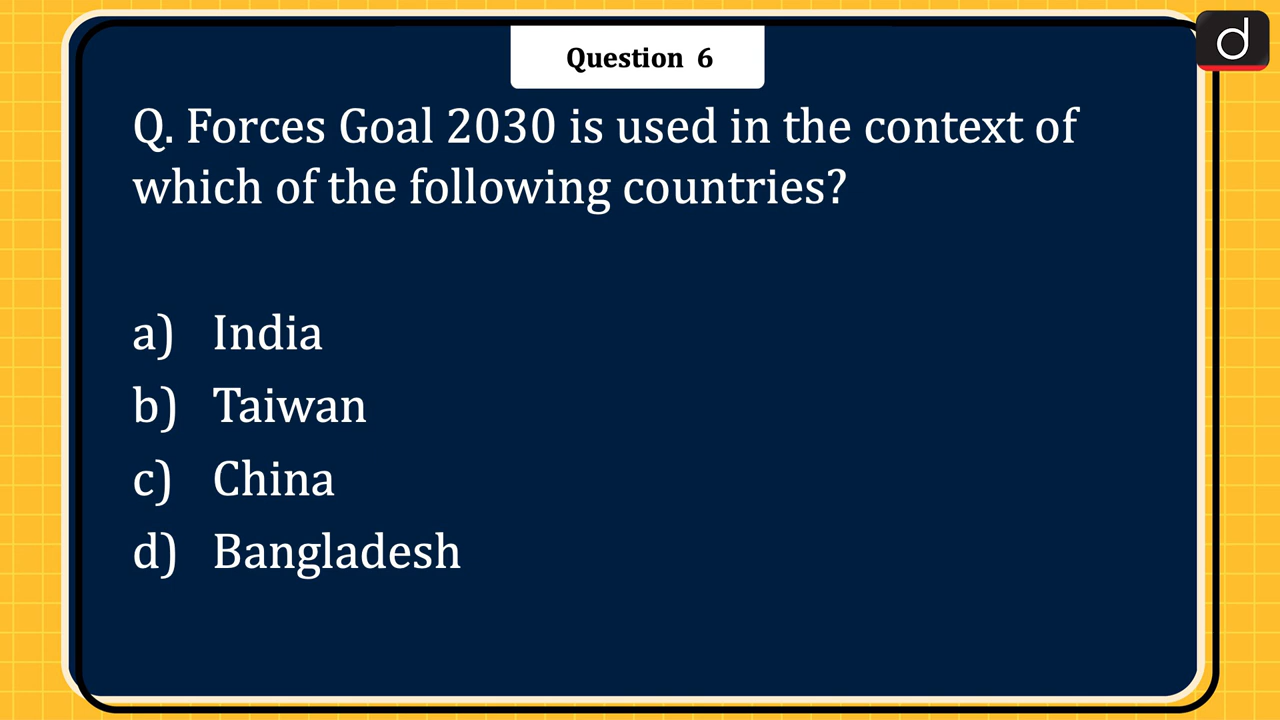 Question 6
d
Q. Forces Goal 2030 is used in the context of
which of the following countries?
a) India
b) Taiwan
c) China
d) Bangladesh